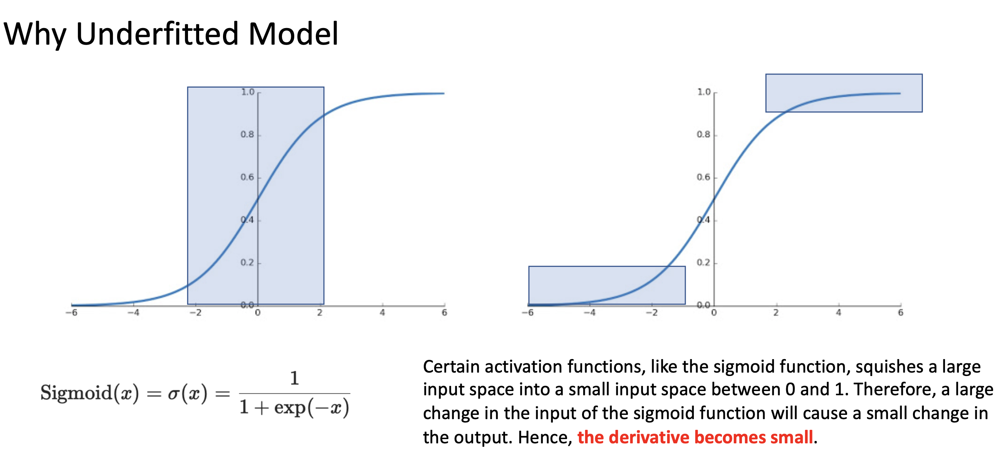 Why Underfitted Model
1.0
0.8
0.6
0.4
0.2
0.0
−6 −4 −2 0 2 4 6
1.0
0.8
0.6
0.4
0.2
0.0
−6 −4 −2 0 2 4 6
Sigmoid(x) = σ(x) = 1 / (1 + exp(−x))
Certain activation functions, like the sigmoid function, squishes a large
input space into a small input space between 0 and 1. Therefore, a large
change in the input of the sigmoid function will cause a small change in
the output. Hence, the derivative becomes small.